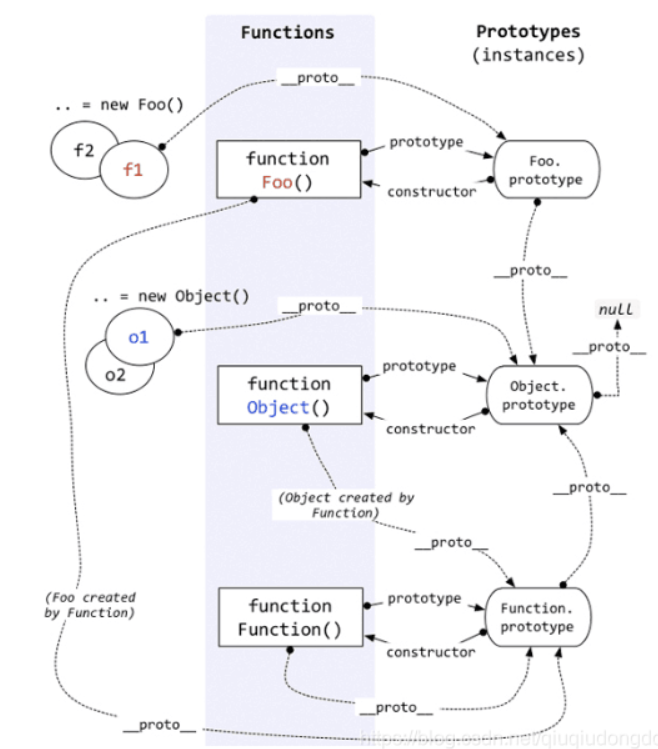 Functions
Prototypes
(instances)
__proto__
.. = new Foo()
f2
f1
function
Foo()
prototype
constructor
Foo.
prototype
__proto__
.. = new Object()
__proto__
null
__proto__
o1
o2
function
Object()
prototype
constructor
Object.
prototype
(Object created by
Function)
__proto__
__proto__
(Foo created
by Function)
function
Function()
prototype
constructor
Function.
prototype
__proto__
__proto__
https://blog.csdn.net/qiuqiudongdo